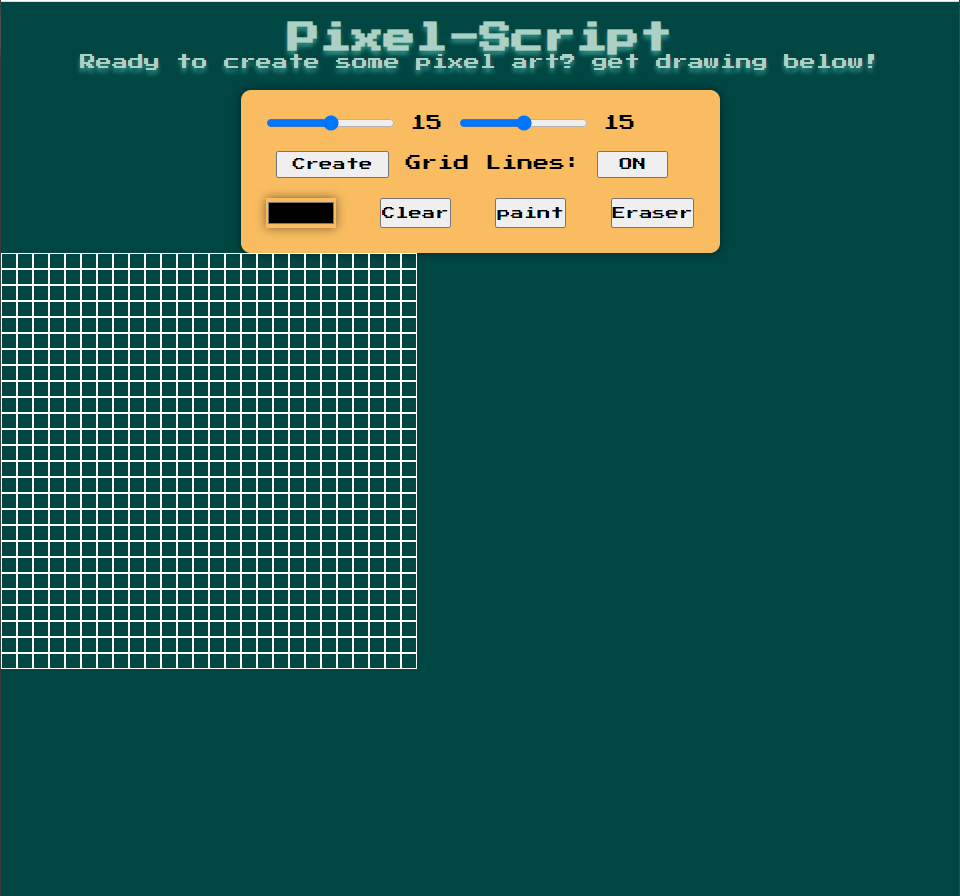 Pixel-Script
Ready to create some pixel art? get drawing below!
15 15
Create Grid Lines: ON
Clear paint Eraser